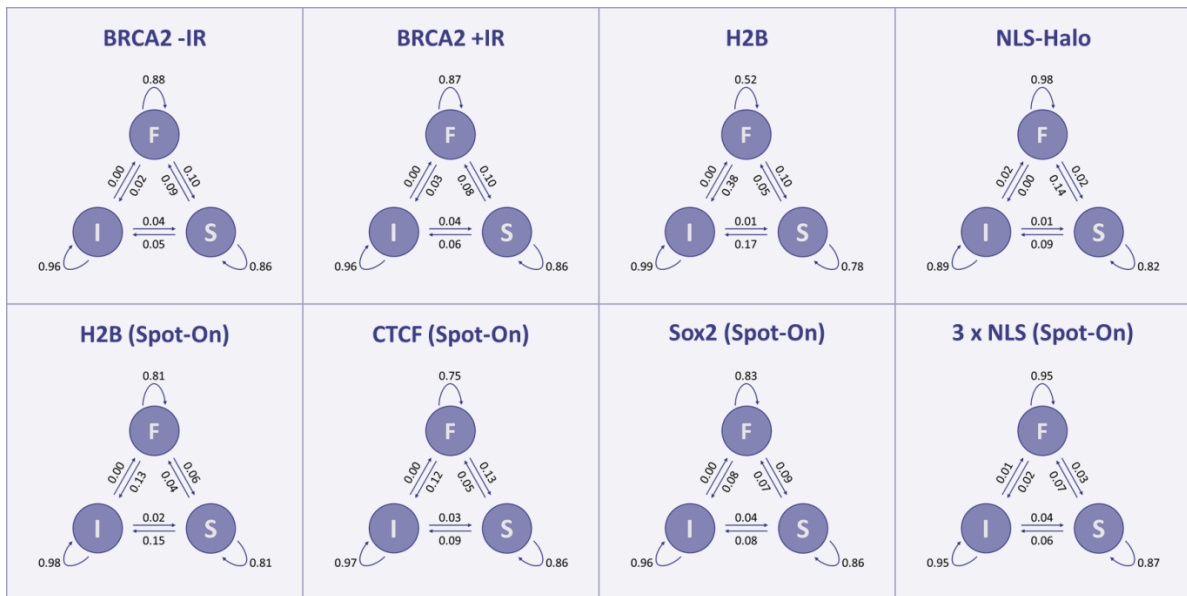 BRCA2 -IR
0.88
F
0.00
0.02
0.10
0.09
I
0.04
0.05
S
0.96
0.86
BRCA2 +IR
0.87
F
0.00
0.03
0.10
0.08
I
0.04
0.06
S
0.96
0.86
H2B
0.52
F
0.00
0.38
0.10
0.05
I
0.01
0.17
S
0.99
0.78
NLS-Halo
0.98
F
0.02
0.00
0.02
0.14
I
0.01
0.09
S
0.89
0.82
H2B (Spot-On)
0.81
F
0.00
0.13
0.06
0.04
I
0.02
0.15
S
0.98
0.81
CTCF (Spot-On)
0.75
F
0.00
0.12
0.13
0.05
I
0.03
0.09
S
0.97
0.86
Sox2 (Spot-On)
0.83
F
0.00
0.08
0.09
0.07
I
0.04
0.08
S
0.96
0.86
3 x NLS (Spot-On)
0.95
F
0.01
0.02
0.03
0.07
I
0.04
0.06
S
0.95
0.87